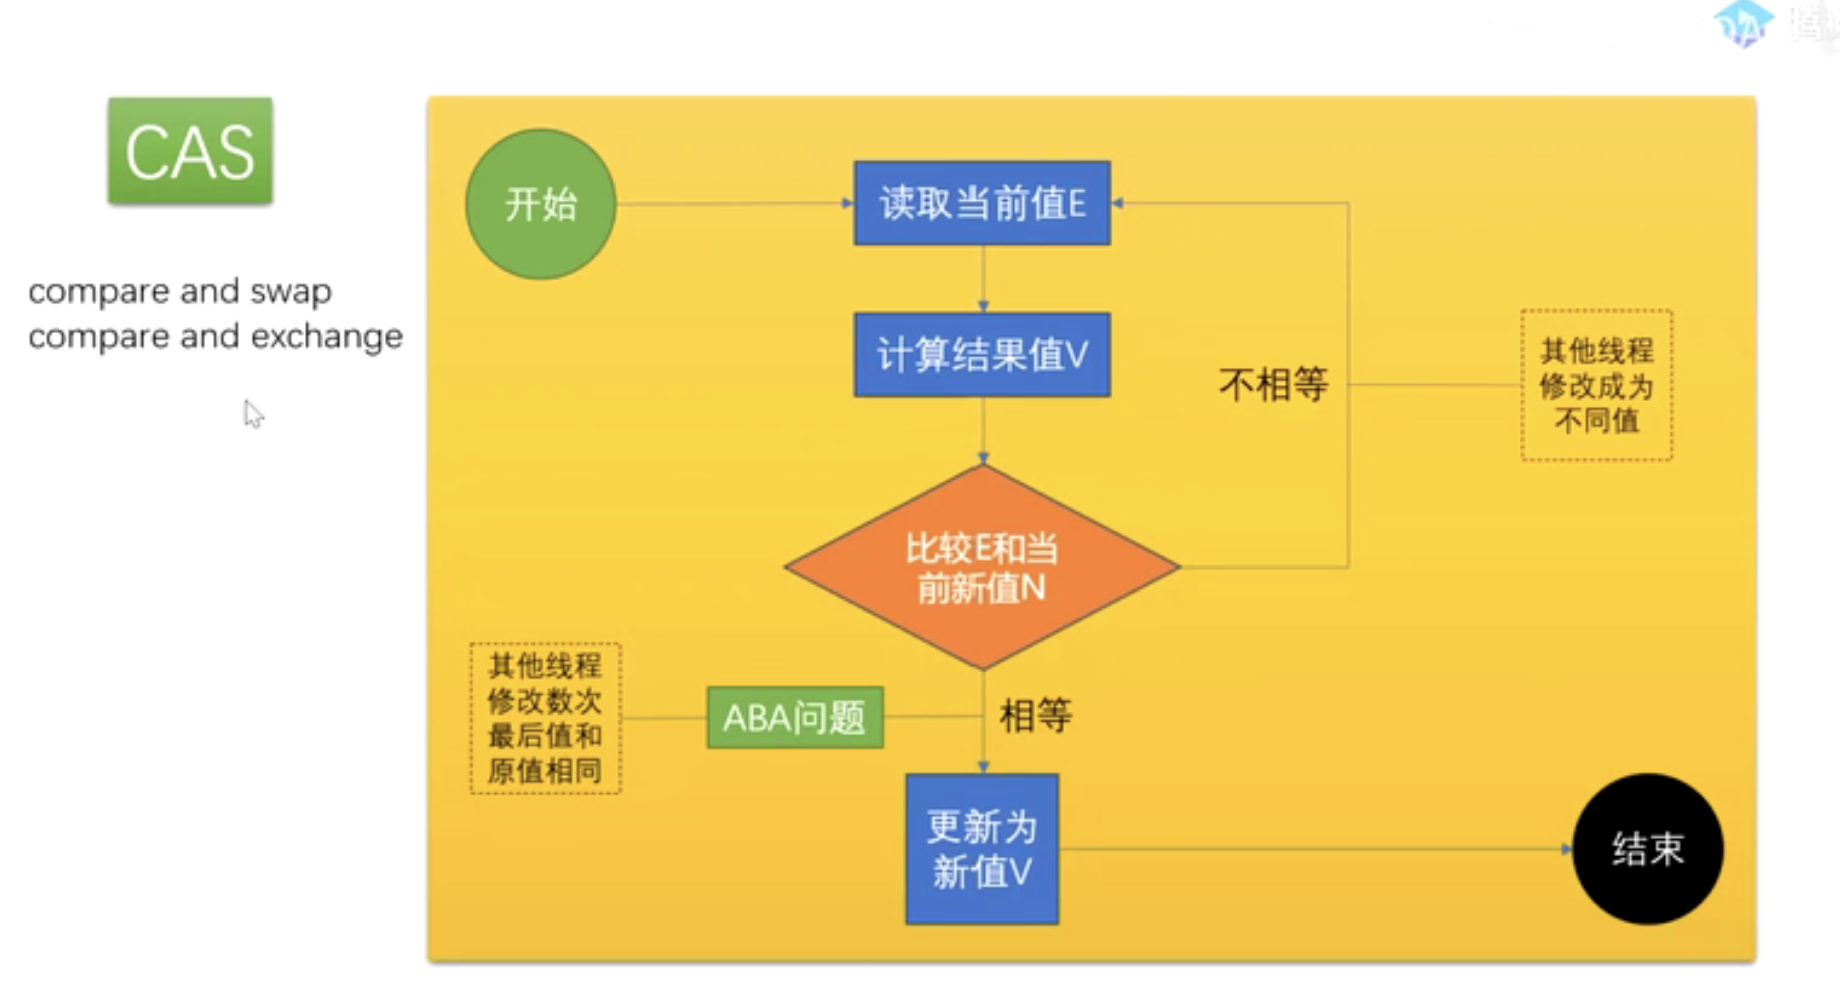 CAS
compare and swap
compare and exchange
开始
读取当前值E
计算结果值V
不相等
其他线程
修改成为
不同值
比较E和当
前新值N
其他线程
修改数次
最后值和
原值相同
ABA问题
相等
更新为
新值V
结束